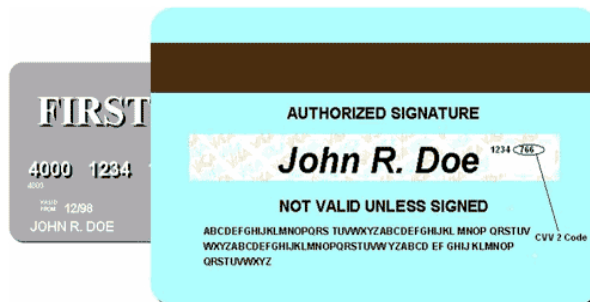 FIRST
4000 1234
4000
VALID
FROM 12/98
JOHN R. DOE
AUTHORIZED SIGNATURE
John R. Doe 1234 766
NOT VALID UNLESS SIGNED
CVV 2 Code
ABCDEFGHIJKLMNOPQRS TUVWXYZABCDEFGHIJKL MNOP QRSTUV
WXYZABCDEFGHIJKLMNOPQRSTUVW YZABCD EF GHIJ KLMNOP
QRSTUVWXYZ